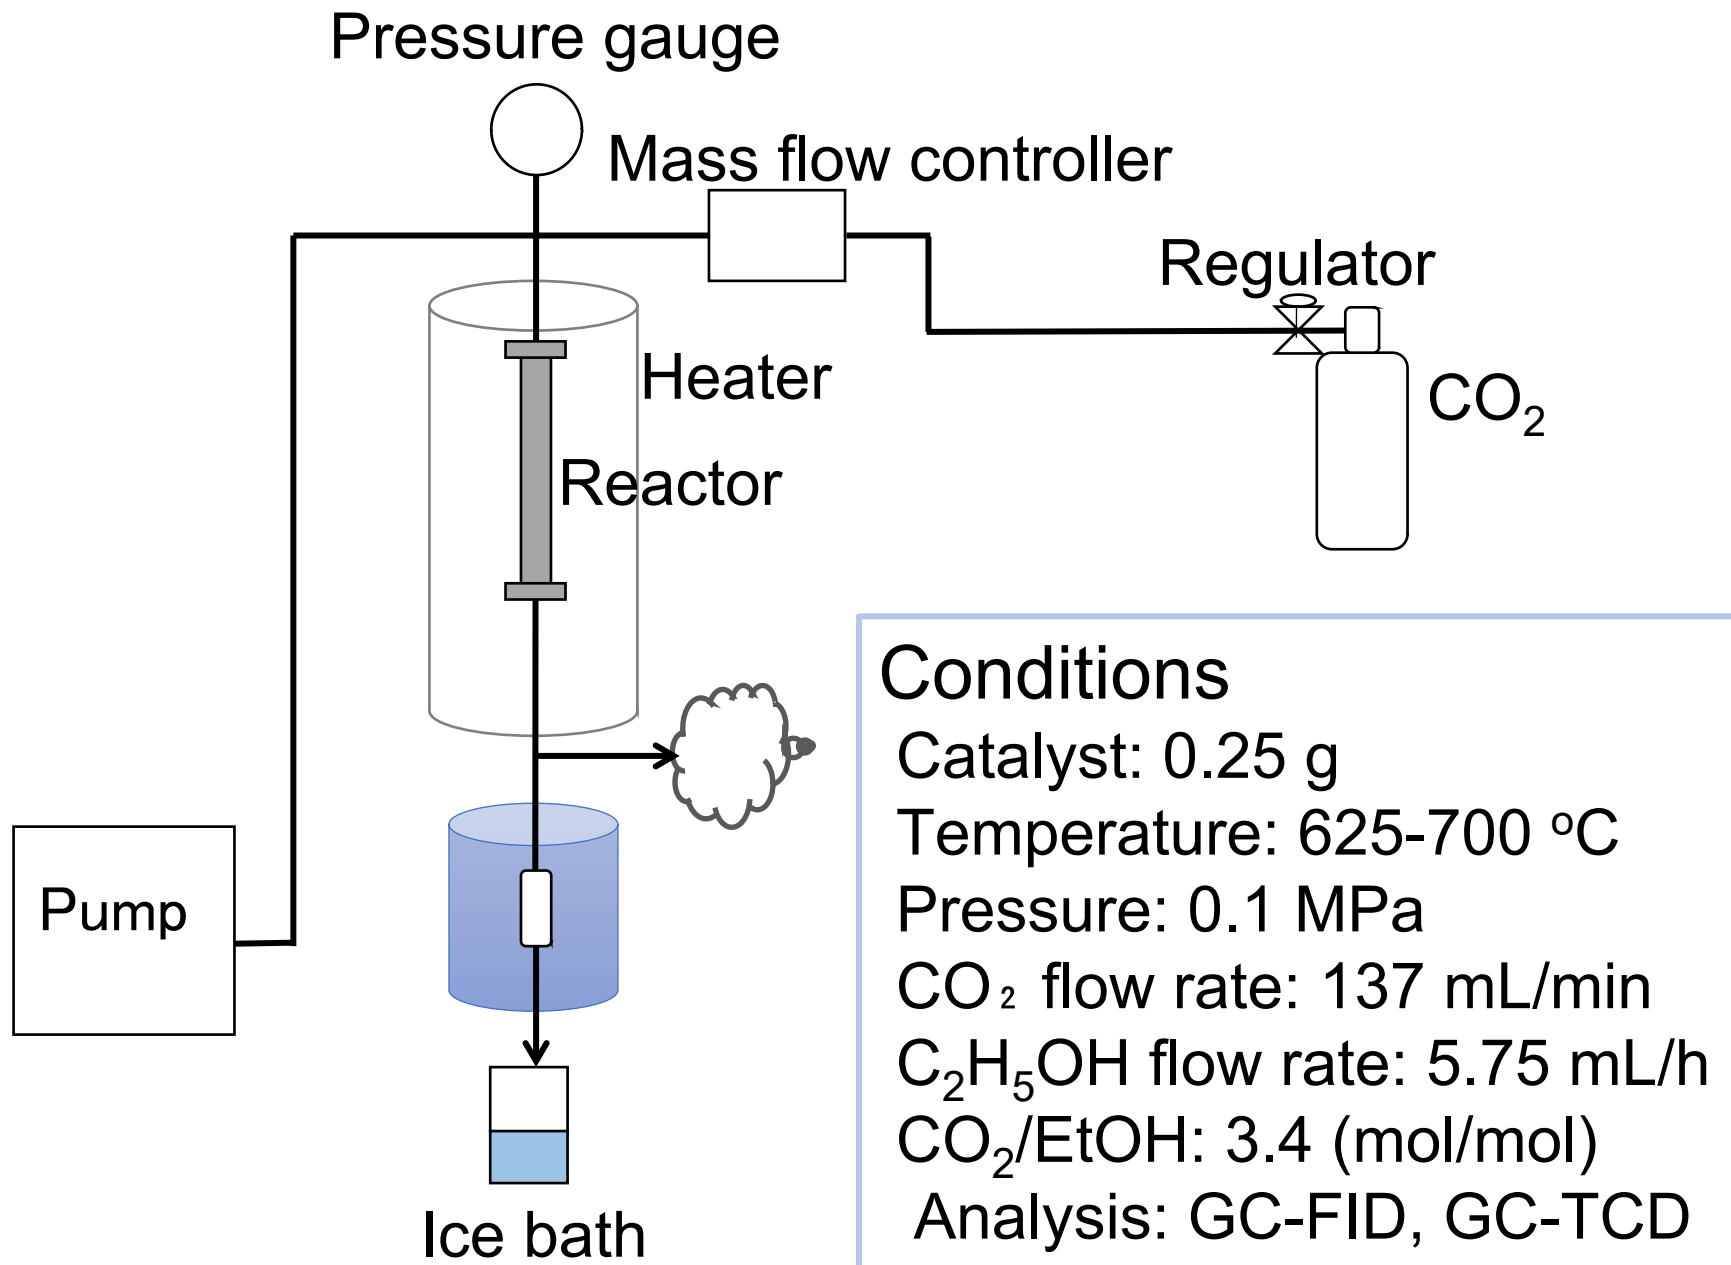 Pressure gauge
Mass flow controller
Regulator
Heater
CO₂
Reactor
Pump
Ice bath
Conditions
Catalyst: 0.25 g
Temperature: 625-700 ºC
Pressure: 0.1 MPa
CO₂ flow rate: 137 mL/min
C₂H₅OH flow rate: 5.75 mL/h
CO₂/EtOH: 3.4 (mol/mol)
Analysis: GC-FID, GC-TCD